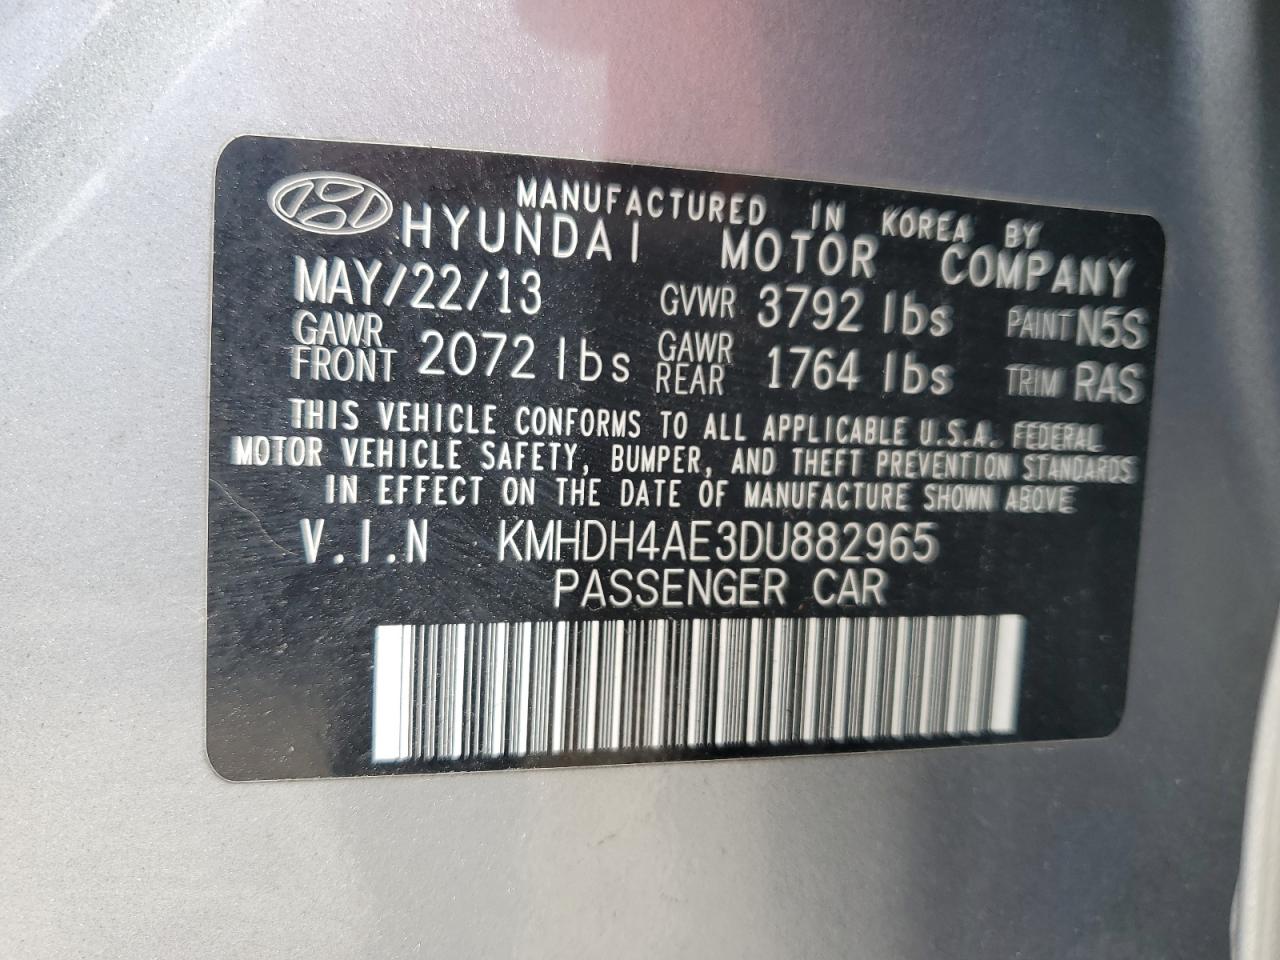 MANUFACTURED IN KOREA BY
HYUNDAI MOTOR COMPANY
MAY/22/13 GVWR 3792 lbs PAINT N5S
GAWR FRONT 2072 lbs GAWR REAR 1764 lbs TRIM RAS
THIS VEHICLE CONFORMS TO ALL APPLICABLE U.S.A. FEDERAL
MOTOR VEHICLE SAFETY, BUMPER, AND THEFT PREVENTION STANDARDS
IN EFFECT ON THE DATE OF MANUFACTURE SHOWN ABOVE
V.I.N KMHDH4AE3DU882965
PASSENGER CAR